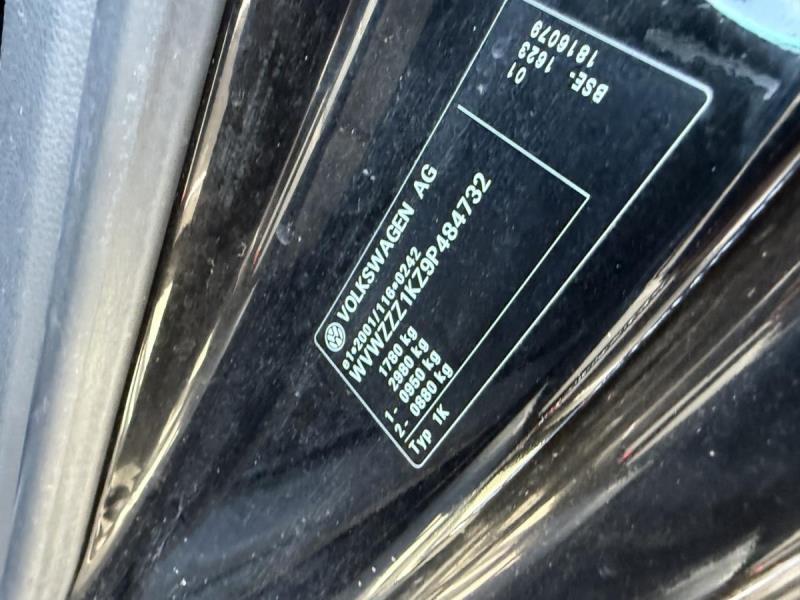 VOLKSWAGEN AG
e1*2001/116*0242
WVWZZZ1KZ9P484732
1780 kg
2980 kg
1- 0950 kg
2- 0880 kg
Typ 1K
BSE. 1623
01
1816079